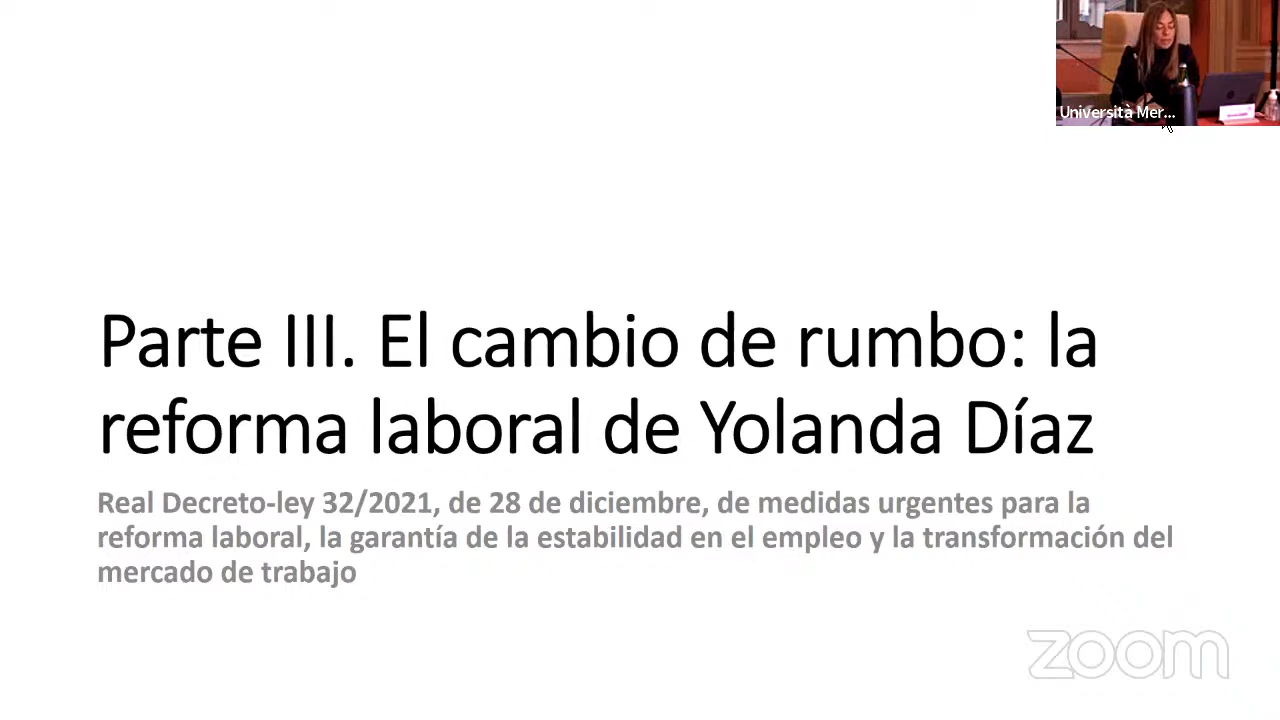 Università Mer...
Parte III. El cambio de rumbo: la
reforma laboral de Yolanda Díaz
Real Decreto-ley 32/2021, de 28 de diciembre, de medidas urgentes para la
reforma laboral, la garantía de la estabilidad en el empleo y la transformación del
mercado de trabajo
zoom